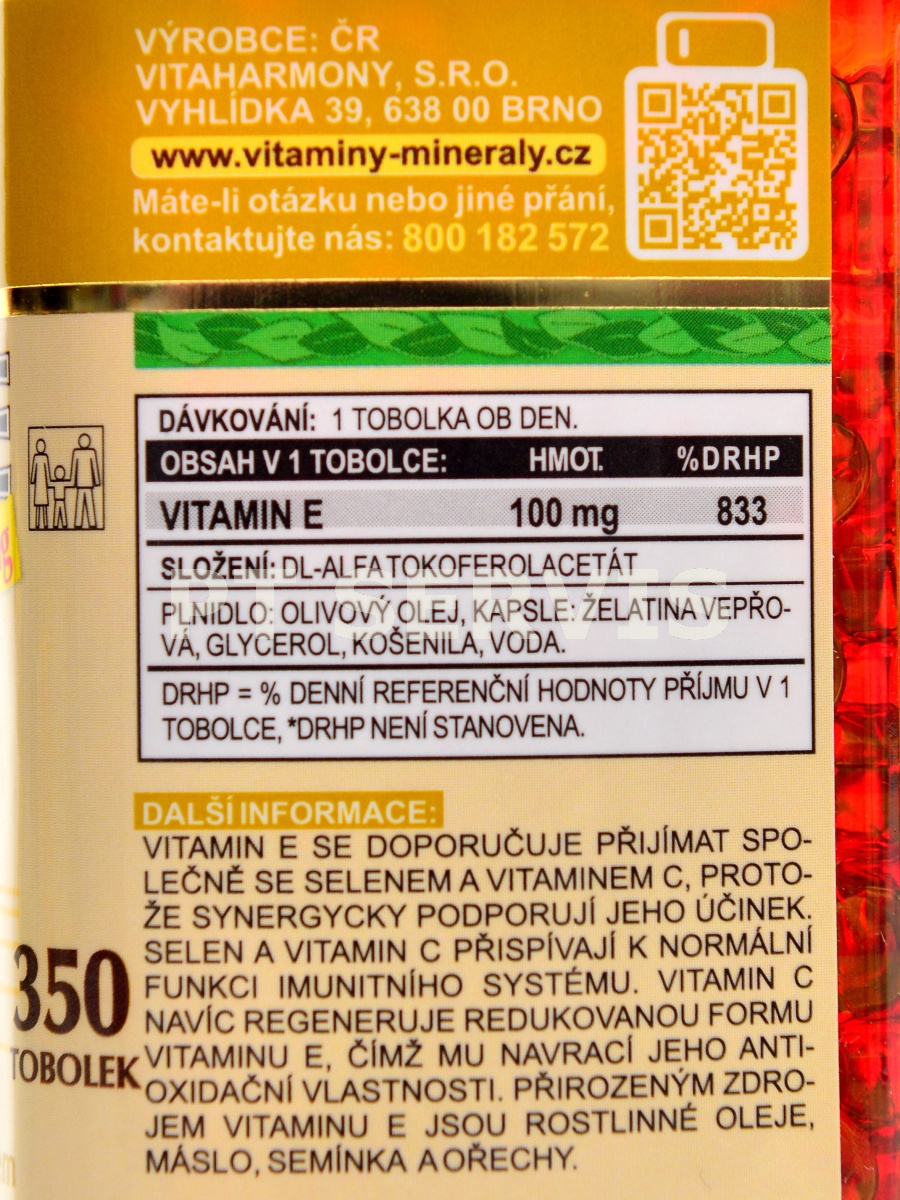 VÝROBCE: ČR
VITAHARMONY, S.R.O.
VYHLÍDKA 39, 638 00 BRNO
www.vitaminy-mineraly.cz
Máte-li otázku nebo jiné přání,
kontaktujte nás: 800 182 572
DÁVKOVÁNÍ: 1 TOBOLKA OB DEN.
OBSAH V 1 TOBOLCE: HMOT. %DRHP
VITAMIN E 100 mg 833
SLOŽENÍ: DL-ALFA TOKOFEROLACETÁT
PLNIDLO: OLIVOVÝ OLEJ, KAPSLE: ŽELATINA VEPŘO-
VÁ, GLYCEROL, KOŠENILA, VODA.
DRHP = % DENNÍ REFERENČNÍ HODNOTY PŘÍJMU V 1
TOBOLCE, *DRHP NENÍ STANOVENA.
DALŠÍ INFORMACE:
VITAMIN E SE DOPORUČUJE PŘIJÍMAT SPO-
LEČNĚ SE SELENEM A VITAMINEM C, PROTO-
ŽE SYNERGYCKY PODPORUJÍ JEHO ÚČINEK.
SELEN A VITAMIN C PŘISPÍVAJÍ K NORMÁLNÍ
FUNKCI IMUNITNÍHO SYSTÉMU. VITAMIN C
NAVÍC REGENERUJE REDUKOVANOU FORMU
VITAMINU E, ČÍMŽ MU NAVRACÍ JEHO ANTI-
OXIDAČNÍ VLASTNOSTI. PŘIROZENÝM ZDRO-
JEM VITAMINU E JSOU ROSTLINNÉ OLEJE,
MÁSLO, SEMÍNKA A OŘECHY.
350
TOBOLEK